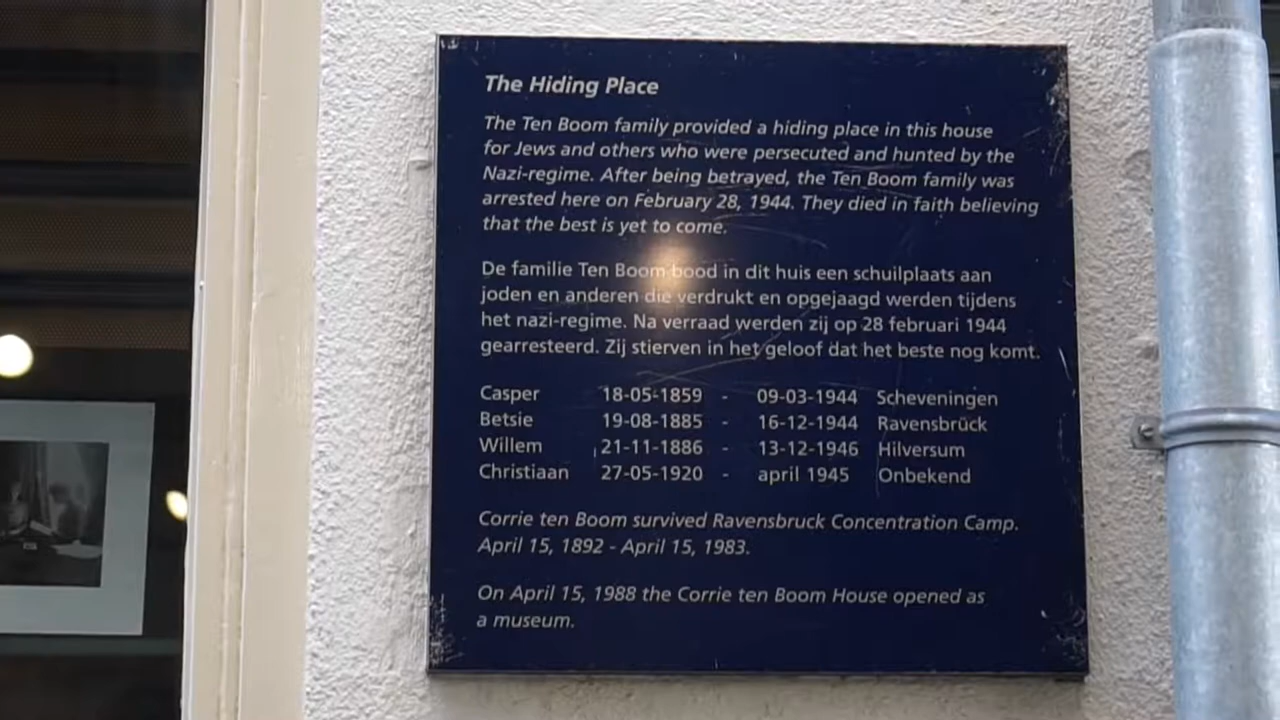 The Hiding Place
The Ten Boom family provided a hiding place in this house
for Jews and others who were persecuted and hunted by the
Nazi-regime. After being betrayed, the Ten Boom family was
arrested here on February 28, 1944. They died in faith believing
that the best is yet to come.
De familie Ten Boom bood in dit huis een schuilplaats aan
joden en anderen die verdrukt en opgejaagd werden tijdens
het nazi-regime. Na verraad werden zij op 28 februari 1944
gearresteerd. Zij stierven in het geloof dat het beste nog komt.
Casper 18-05-1859 - 09-03-1944 Scheveningen
Betsie 19-08-1885 - 16-12-1944 Ravensbrück
Willem 21-11-1886 - 13-12-1946 Hilversum
Christiaan 27-05-1920 - april 1945 Onbekend
Corrie ten Boom survived Ravensbruck Concentration Camp.
April 15, 1892 - April 15, 1983.
On April 15, 1988 the Corrie ten Boom House opened as
a museum.